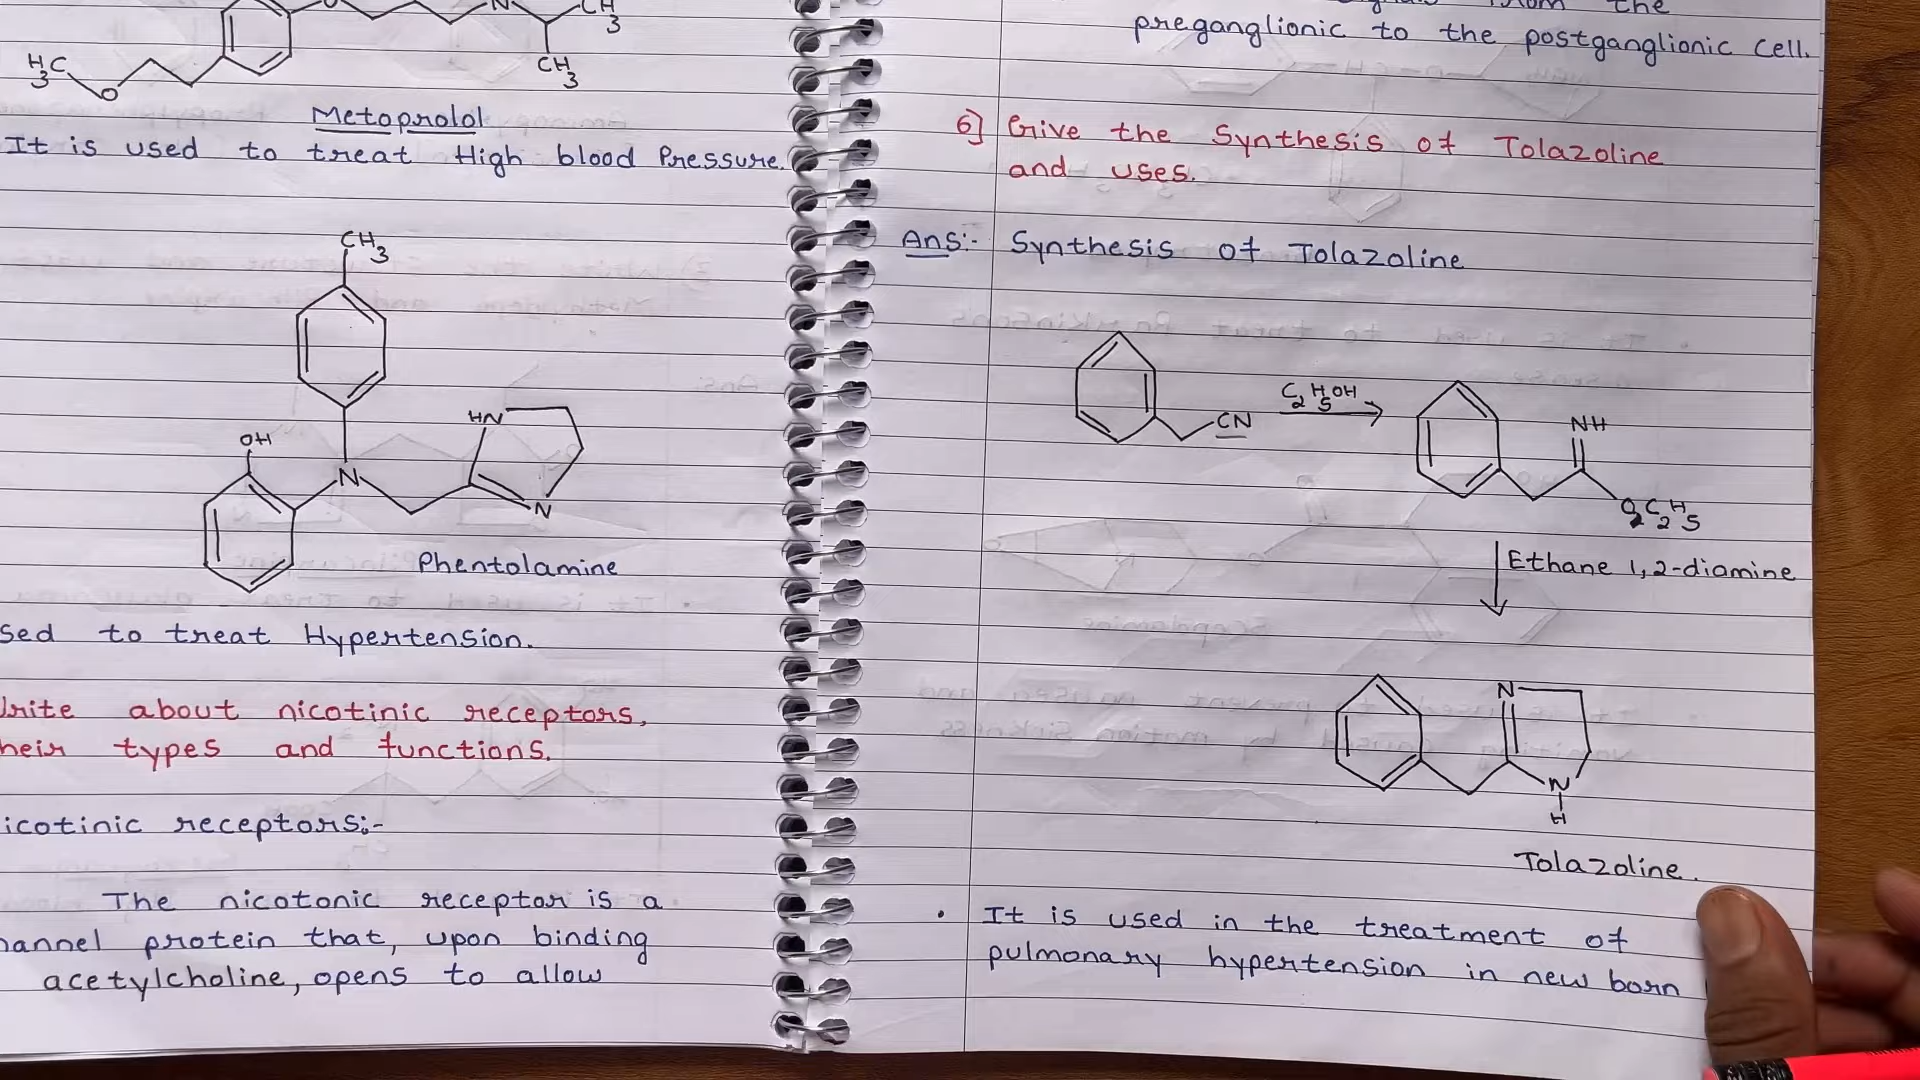 CH3
H3C
O
CH3
Metoprolol
It is used to treat High blood Pressure.
CH3
HN
OH
N
N
Phentolamine
sed to treat Hypertension.
rite about nicotinic receptors,
heir types and functions.
icotinic receptors:-
The nicotonic receptor is a
hannel protein that, upon binding
acetylcholine, opens to allow
the
preganglionic to the postganglionic cell.
6] Give the Synthesis of Tolazoline
and uses.
Ans:- Synthesis of Tolazoline
C2H5OH
CN
NH
O2C2H5
Ethane 1,2-diamine
N
N
H
Tolazoline.
• It is used in the treatment of
pulmonary hypertension in new born